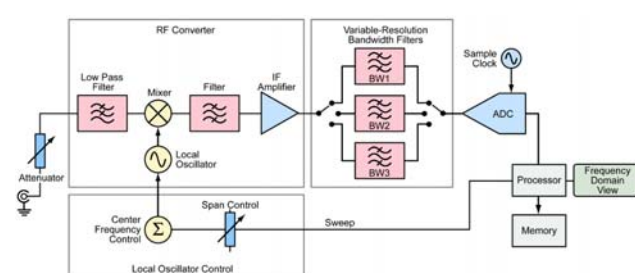 RF Converter
Variable-Resolution
Bandwidth Filters
Sample
Clock
Low Pass
Filter
Mixer
Filter
IF
Amplifier
BW1
BW2
BW3
ADC
Local
Oscillator
Attenuator
Processor
Frequency
Domain
View
Center
Frequency
Control
Σ
Span Control
Sweep
Memory
Local Oscillator Control